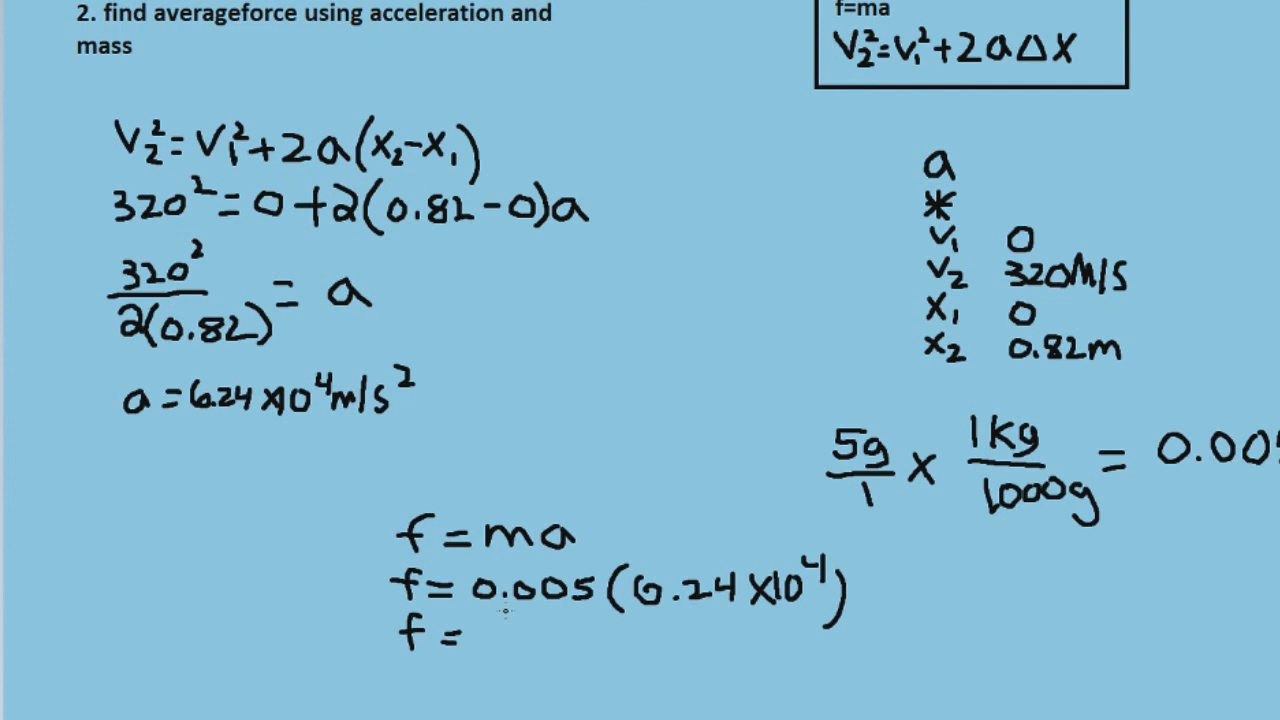 2. find averageforce using acceleration and
mass
f=ma
V₂²=V₁²+2a△X
V₂²=V₁²+2a(X₂-X₁)
320²=0+2(0.82-0)a
320²/2(0.82) = a
a=6.24X10⁴m/s²
a
*
V₁ 0
V₂ 320M/S
X₁ 0
X₂ 0.82m
5g/1 X 1kg/1000g = 0.005
f=ma
f=0.005(6.24X10⁴)
f=